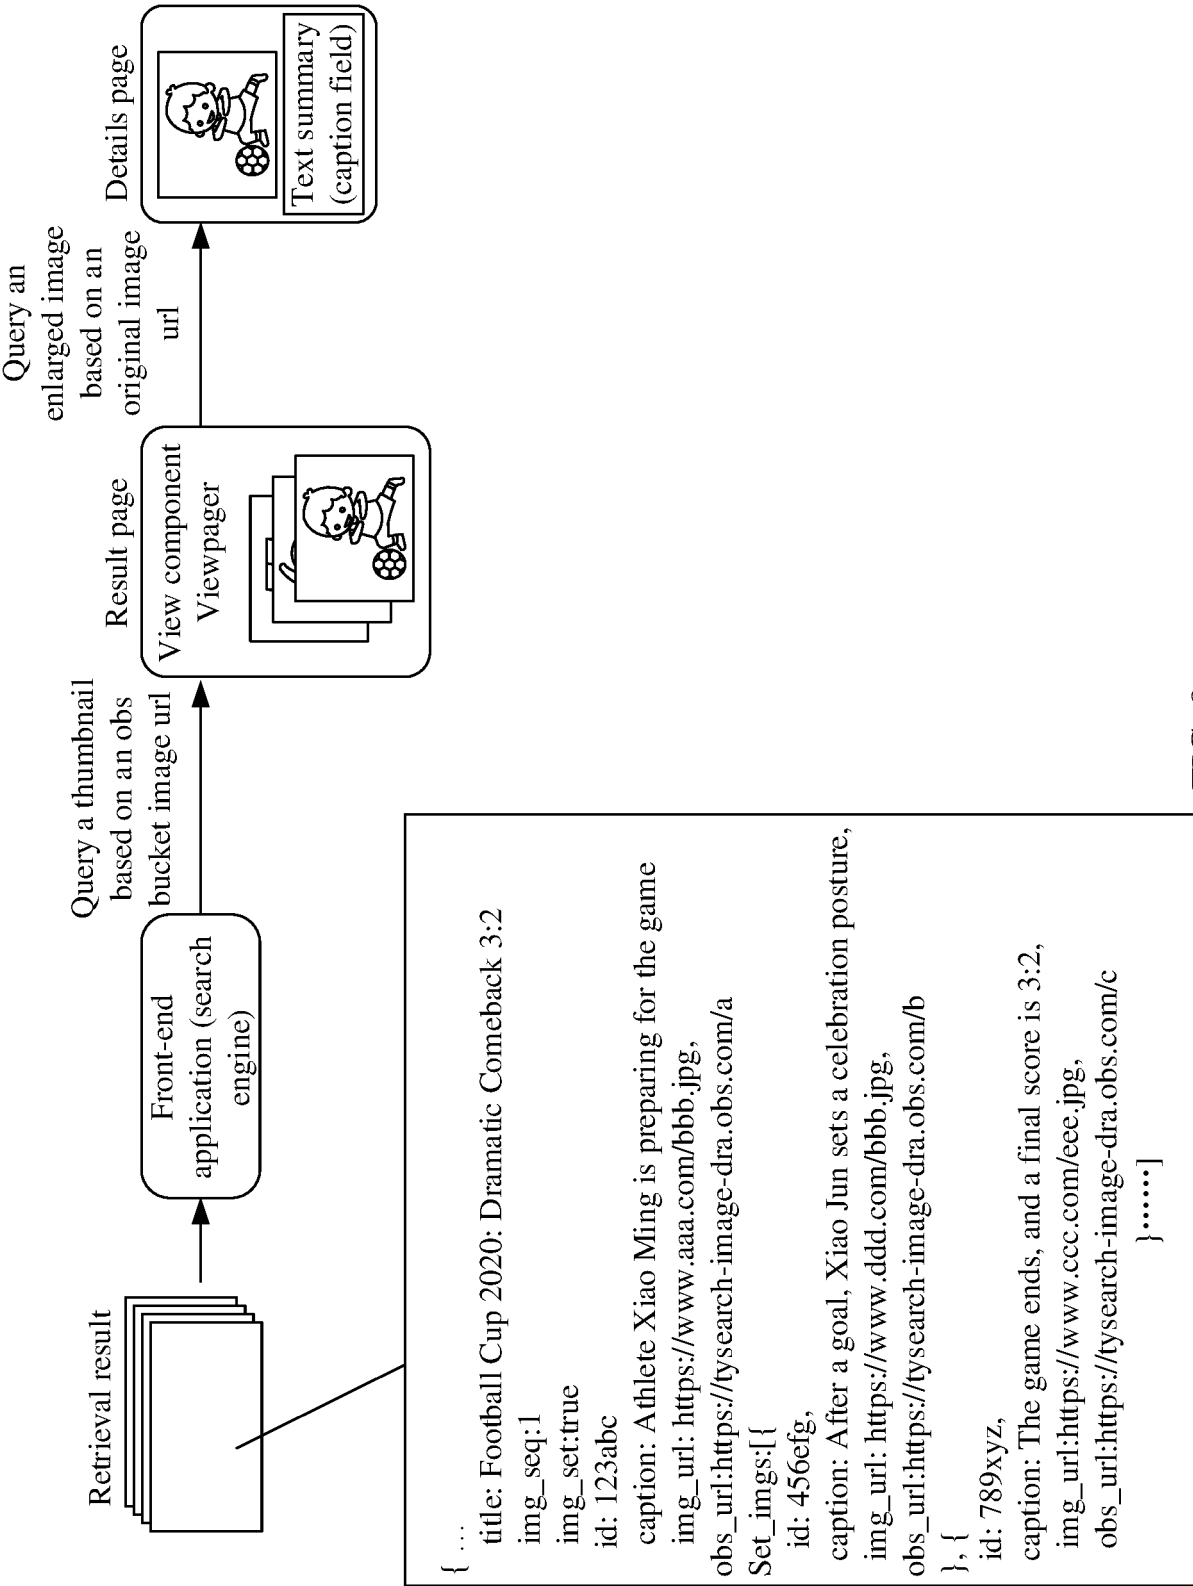 Retrieval result
Front-end
application (search
engine)
Query a thumbnail
based on an obs
bucket image url
Result page
View component
Viewpager
Query an
enlarged image
based on an
original image
url
Details page
Text summary
(caption field)
{ ...
title: Football Cup 2020: Dramatic Comeback 3:2
img_seq:1
img_set:true
id: 123abc
caption: Athlete Xiao Ming is preparing for the game
img_url: https://www.aaa.com/bbb.jpg,
obs_url:https://tysearch-image-dra.obs.com/a
Set_imgs:[{
id: 456efg,
caption: After a goal, Xiao Jun sets a celebration posture,
img_url: https://www.ddd.com/bbb.jpg,
obs_url:https://tysearch-image-dra.obs.com/b
}, {
id: 789xyz,
caption: The game ends, and a final score is 3:2,
img_url:https://www.ccc.com/eee.jpg,
obs_url:https://tysearch-image-dra.obs.com/c
}······]